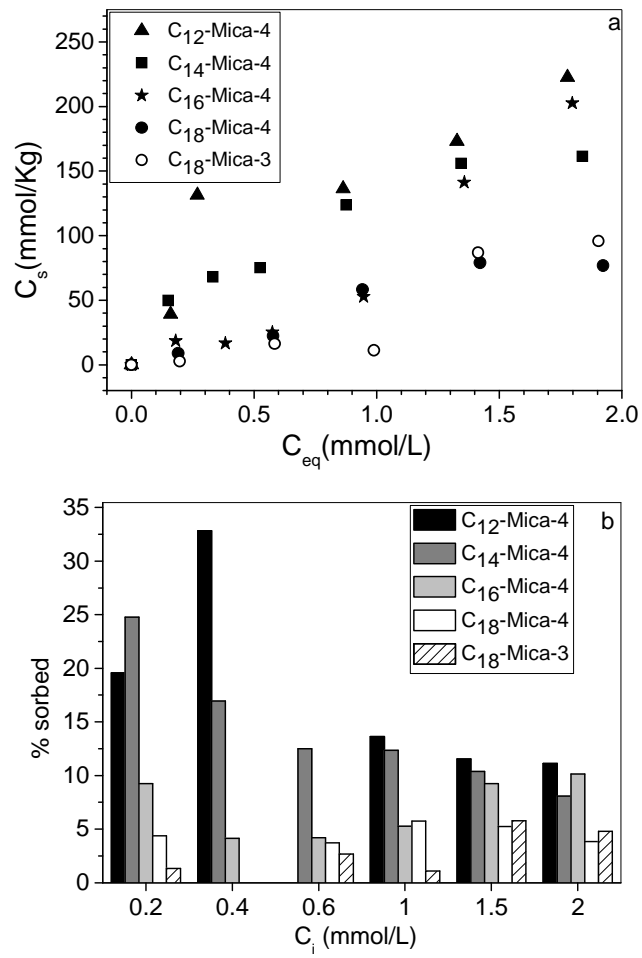 a
C12-Mica-4
C14-Mica-4
C16-Mica-4
C18-Mica-4
C18-Mica-3
250
200
150
100
50
0
Cs(mmol/Kg)
0.0 0.5 1.0 1.5 2.0
Ceq(mmol/L)
b
C12-Mica-4
C14-Mica-4
C16-Mica-4
C18-Mica-4
C18-Mica-3
35
30
25
20
15
10
5
0
% sorbed
0.2 0.4 0.6 1 1.5 2
Ci (mmol/L)